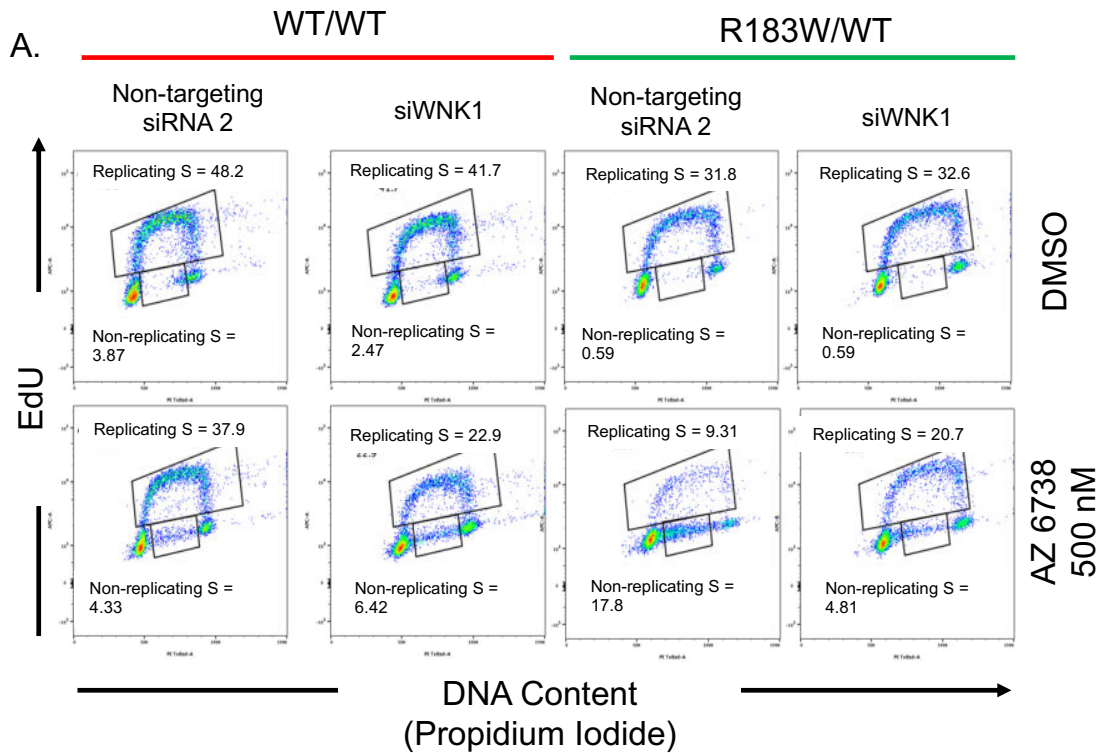 A.
WT/WT
R183W/WT
Non-targeting
siRNA 2
siWNK1
Non-targeting
siRNA 2
siWNK1
Replicating S = 48.2
Replicating S = 41.7
Replicating S = 31.8
Replicating S = 32.6
Non-replicating S =
3.87
Non-replicating S =
2.47
Non-replicating S =
0.59
Non-replicating S =
0.59
DMSO
Replicating S = 37.9
Replicating S = 22.9
Replicating S = 9.31
Replicating S = 20.7
Non-replicating S =
4.33
Non-replicating S =
6.42
Non-replicating S =
17.8
Non-replicating S =
4.81
AZ 6738
500 nM
EdU
DNA Content
(Propidium Iodide)